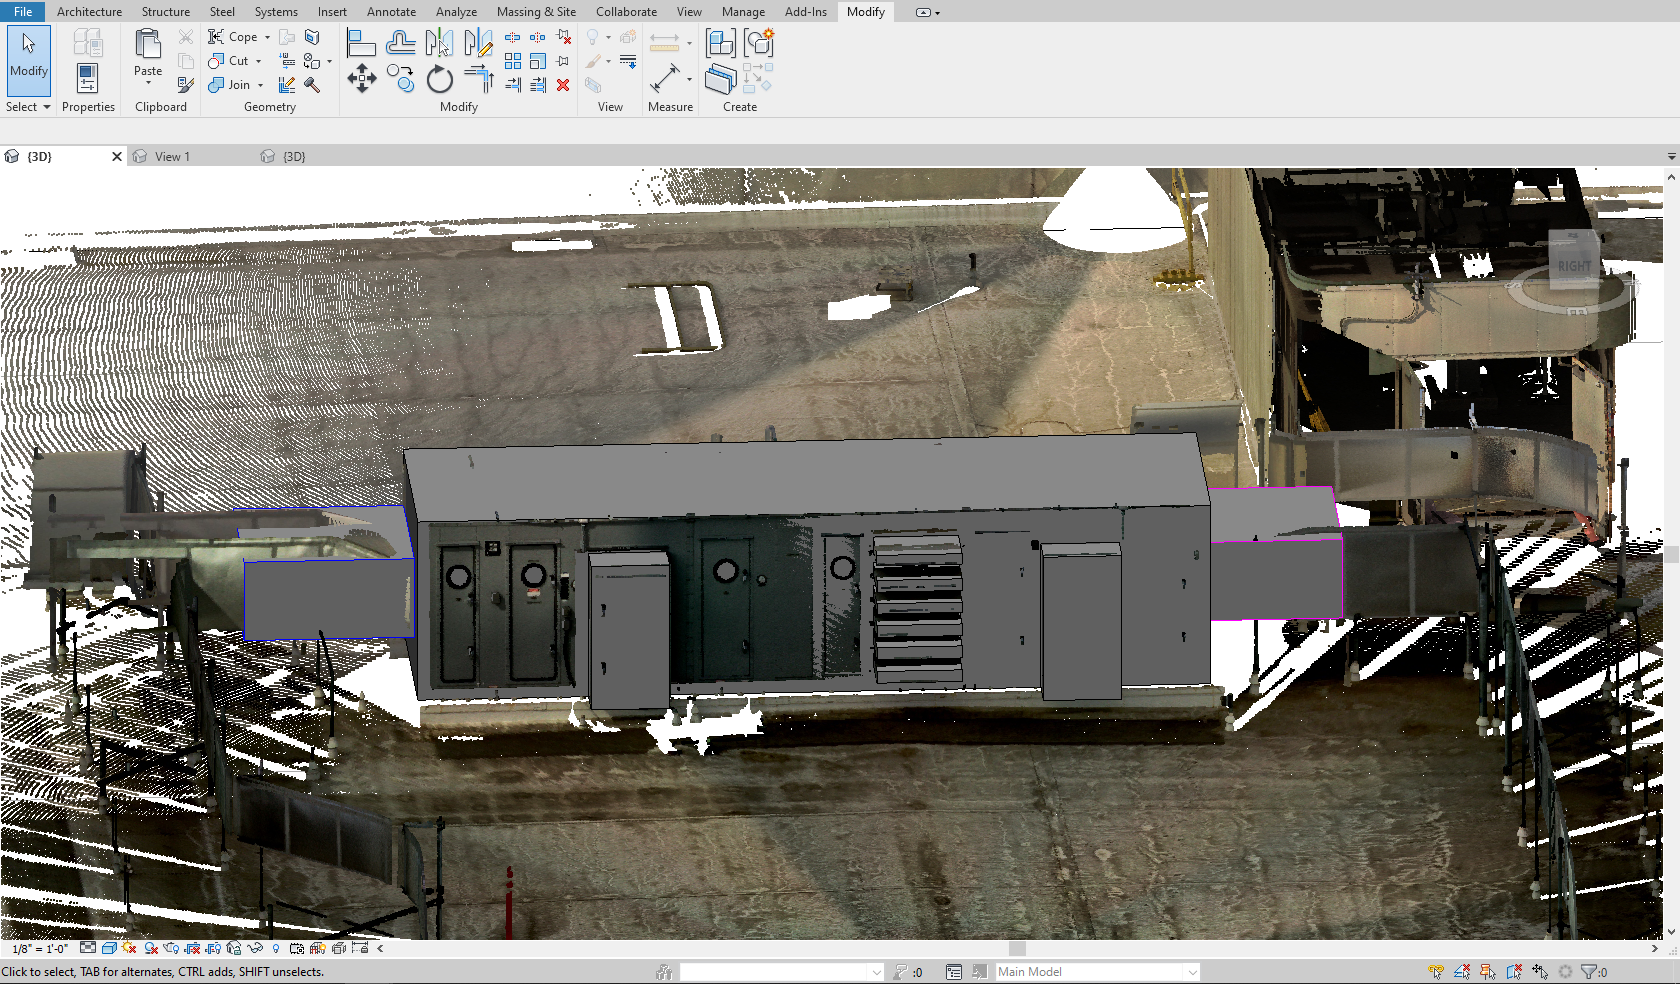 File Architecture Structure Steel Systems Insert Annotate Analyze Massing & Site Collaborate View Manage Add-Ins Modify
Modify
Paste
Cope
Cut
Join
Select Properties Clipboard Geometry Modify View Measure Create
{3D} View 1 {3D}
RIGHT
1/8" = 1'-0"
Click to select, TAB for alternates, CTRL adds, SHIFT unselects. :0 Main Model :0